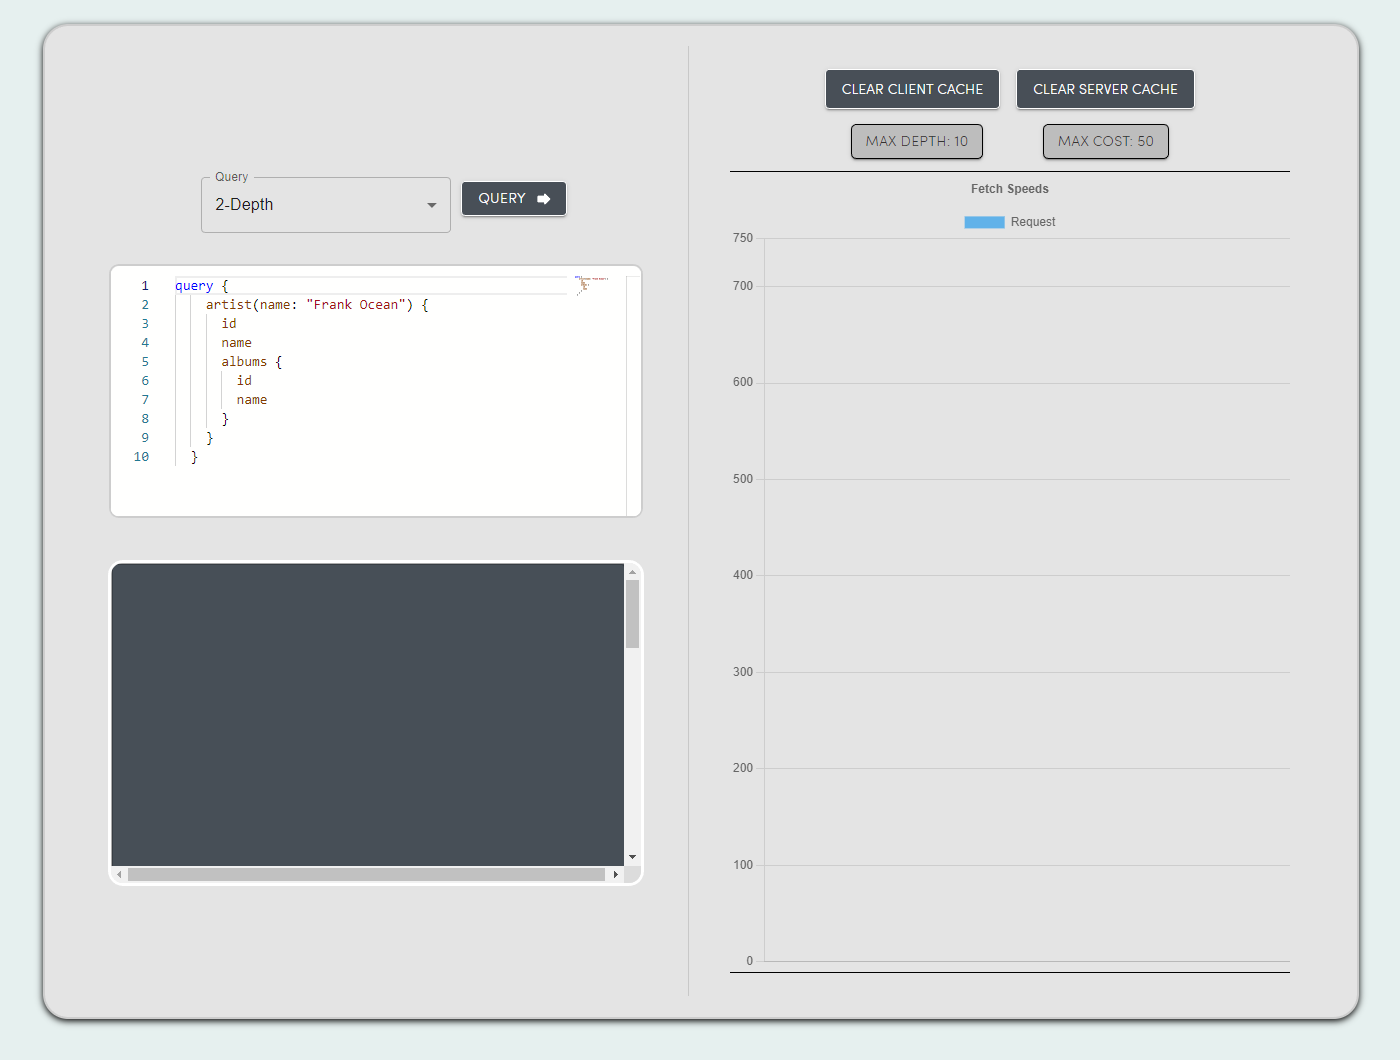 Query
2-Depth
QUERY
1 query {
2 artist(name: "Frank Ocean") {
3 id
4 name
5 albums {
6 id
7 name
8 }
9 }
10 }
CLEAR CLIENT CACHE
CLEAR SERVER CACHE
MAX DEPTH: 10
MAX COST: 50
Fetch Speeds
Request
750
700
600
500
400
300
200
100
0